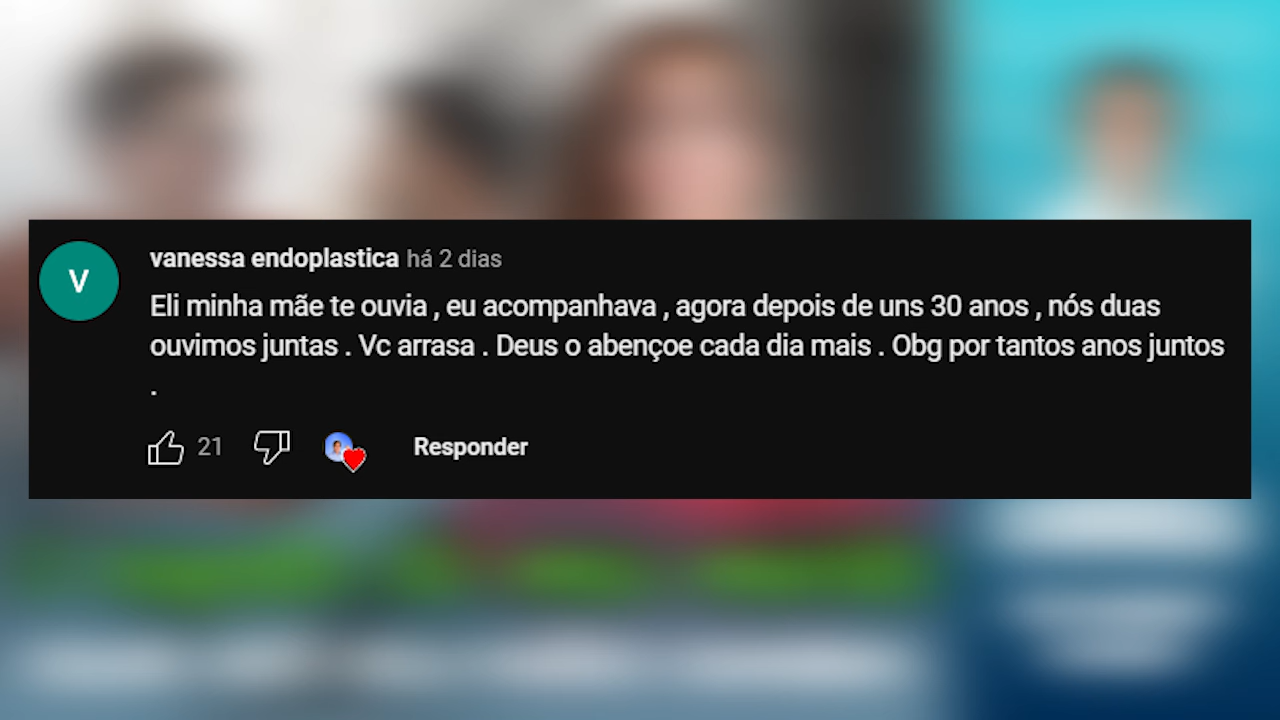 V
vanessa endoplastica há 2 dias
Eli minha mãe te ouvia , eu acompanhava , agora depois de uns 30 anos , nós duas
ouvimos juntas . Vc arrasa . Deus o abençoe cada dia mais . Obg por tantos anos juntos
.
21 Responder